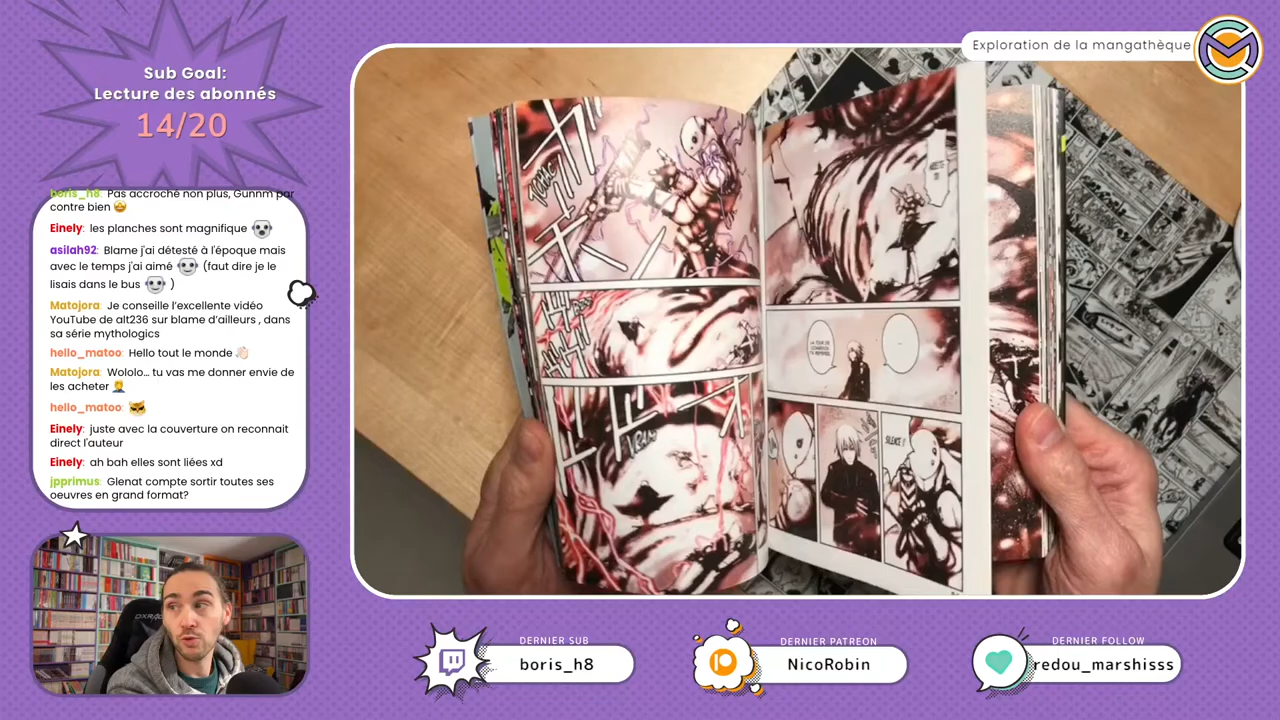 Sub Goal:
Lecture des abonnés
14/20
Exploration de la mangathèque
boris_h8: Pas accroché non plus, Gunnm par
contre bien 🤩
Einely: les planches sont magnifique
asilah92: Blame j'ai détesté à l'époque mais
avec le temps j'ai aimé (faut dire je le
lisais dans le bus )
Matojora: Je conseille l'excellente vidéo
YouTube de alt236 sur blame d'ailleurs , dans
sa série mythologics
hello_matoo: Hello tout le monde 👋🏻
Matojora: Wololo… tu vas me donner envie de
les acheter 🤦
hello_matoo:
Einely: juste avec la couverture on reconnait
direct l'auteur
Einely: ah bah elles sont liées xd
jpprimus: Glenat compte sortir toutes ses
oeuvres en grand format?
VRAM
SILENCE !!
DERNIER SUB
boris_h8
DERNIER PATREON
NicoRobin
DERNIER FOLLOW
redou_marshisss